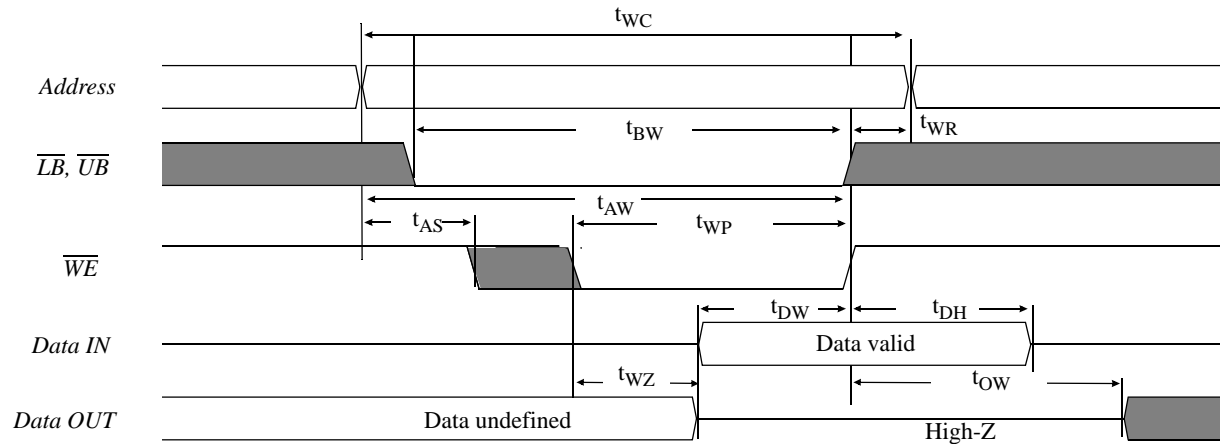 tWC
Address
tBW
tWR
LB, UB
tAW
tAS
tWP
WE
tDW
tDH
Data IN
Data valid
tWZ
tOW
Data OUT
Data undefined
High-Z